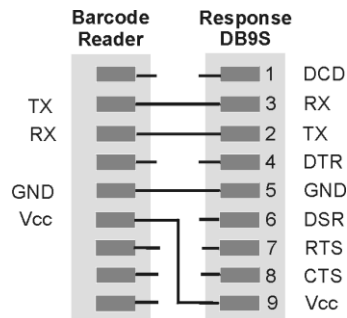 Barcode Reader
Response DB9S
1 DCD
TX 3 RX
RX 2 TX
4 DTR
GND 5 GND
Vcc 6 DSR
7 RTS
8 CTS
9 Vcc